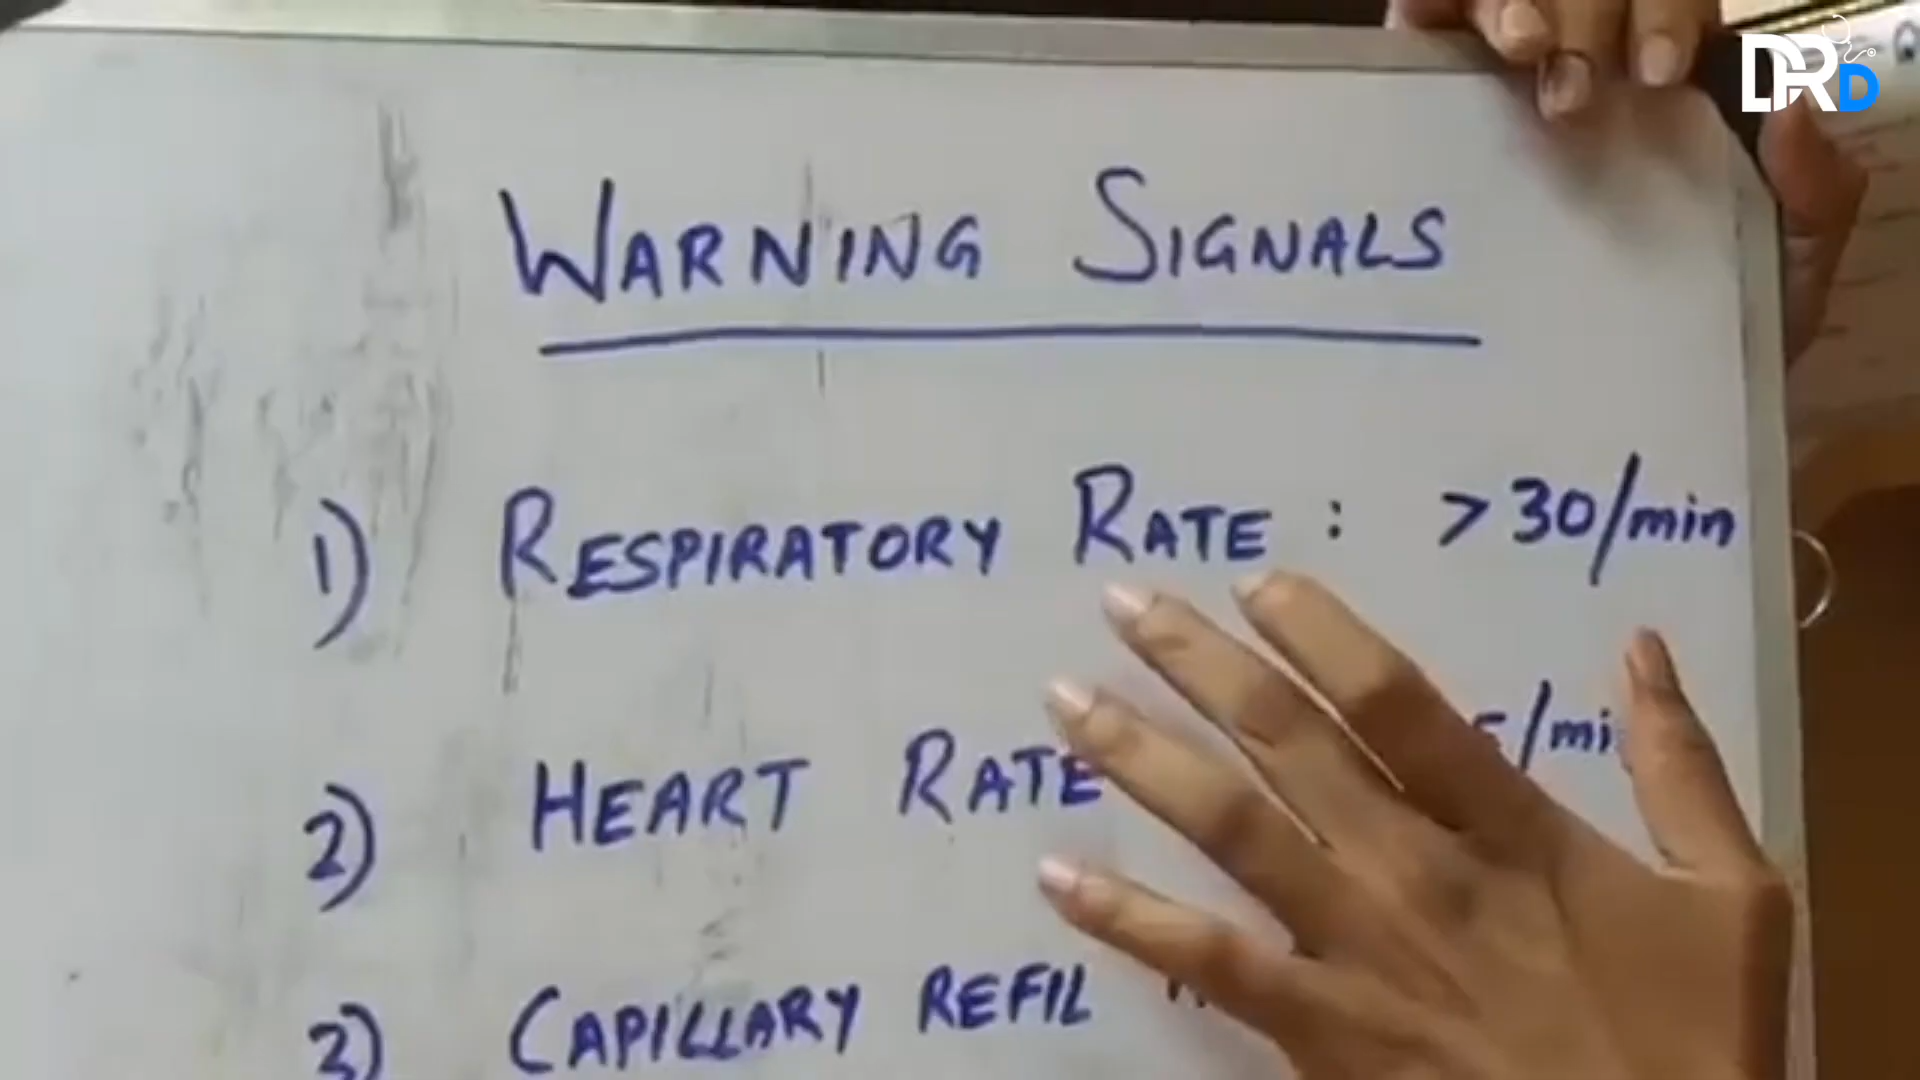 DRD
WARNING SIGNALS
1) RESPIRATORY RATE : > 30/min
2) HEART RATE
3) CAPILLARY REFIL